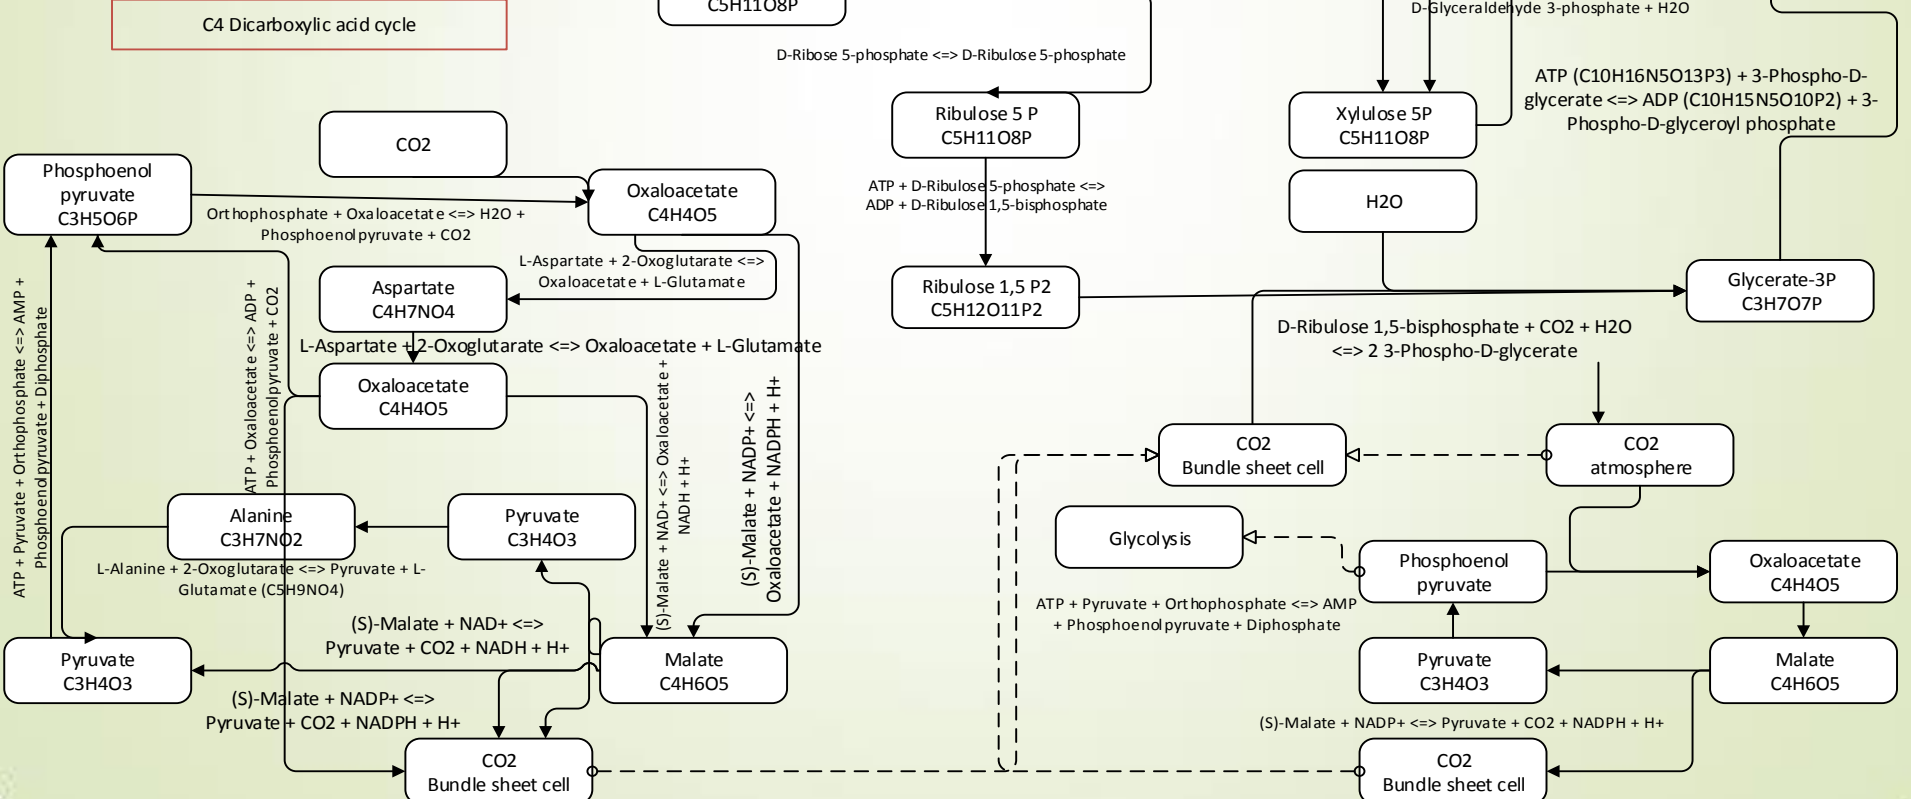 C5H11O8P
D-Glyceraldehyde 3-phosphate + H2O
C4 Dicarboxylic acid cycle
D-Ribose 5-phosphate <=> D-Ribulose 5-phosphate
ATP (C10H16N5O13P3) + 3-Phospho-D-
glycerate <=> ADP (C10H15N5O10P2) + 3-
Phospho-D-glyceroyl phosphate
Ribulose 5 P
C5H11O8P
Xylulose 5P
C5H11O8P
CO2
Phosphoenol
pyruvate
C3H5O6P
Oxaloacetate
C4H4O5
ATP + D-Ribulose 5-phosphate <=>
ADP + D-Ribulose 1,5-bisphosphate
H2O
Orthophosphate + Oxaloacetate <=> H2O +
Phosphoenolpyruvate + CO2
L-Aspartate + 2-Oxoglutarate <=>
Oxaloacetate + L-Glutamate
Aspartate
C4H7NO4
Ribulose 1,5 P2
C5H12O11P2
Glycerate-3P
C3H7O7P
L-Aspartate + 2-Oxoglutarate <=> Oxaloacetate + L-Glutamate
D-Ribulose 1,5-bisphosphate + CO2 + H2O
<=> 2 3-Phospho-D-glycerate
Oxaloacetate
C4H4O5
ATP + Pyruvate + Orthophosphate <=> AMP +
Phosphoenolpyruvate + Diphosphate
ATP + Oxaloacetate <=> ADP +
Phosphoenolpyruvate + CO2
(S)-Malate + NAD+ <=> Oxaloacetate +
NADH + H+
(S)-Malate + NADP+ <=>
Oxaloacetate + NADPH + H+
CO2
Bundle sheet cell
CO2
atmosphere
Alanine
C3H7NO2
Pyruvate
C3H4O3
Glycolysis
Phosphoenol
pyruvate
Oxaloacetate
C4H4O5
L-Alanine + 2-Oxoglutarate <=> Pyruvate + L-
Glutamate (C5H9NO4)
ATP + Pyruvate + Orthophosphate <=> AMP
+ Phosphoenolpyruvate + Diphosphate
(S)-Malate + NAD+ <=>
Pyruvate + CO2 + NADH + H+
Pyruvate
C3H4O3
Malate
C4H6O5
Pyruvate
C3H4O3
Malate
C4H6O5
(S)-Malate + NADP+ <=>
Pyruvate + CO2 + NADPH + H+
(S)-Malate + NADP+ <=> Pyruvate + CO2 + NADPH + H+
CO2
Bundle sheet cell
CO2
Bundle sheet cell